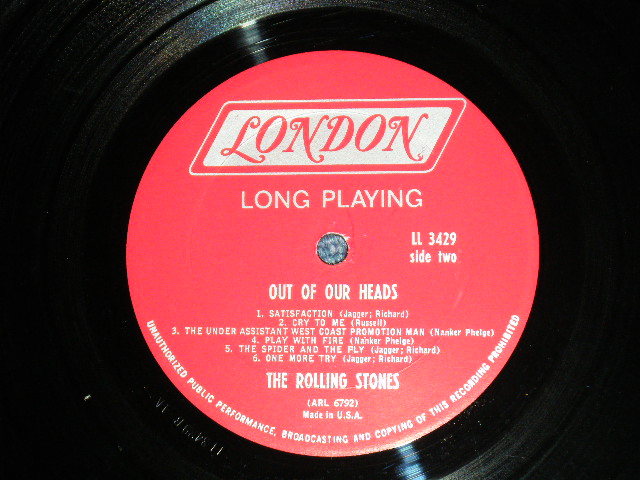 LONDON
LONG PLAYING
LL 3429
side two
OUT OF OUR HEADS
1. SATISFACTION (Jagger; Richard)
2. CRY TO ME (Russell)
3. THE UNDER ASSISTANT WEST COAST PROMOTION MAN (Nanker Phelge)
4. PLAY WITH FIRE (Nanker Phelge)
5. THE SPIDER AND THE FLY (Jagger; Richard)
6. ONE MORE TRY (Jagger; Richard)
THE ROLLING STONES
(ARL 6792)
Made in U.S.A.
UNAUTHORIZED PUBLIC PERFORMANCE, BROADCASTING AND COPYING OF THIS RECORDING PROHIBITED